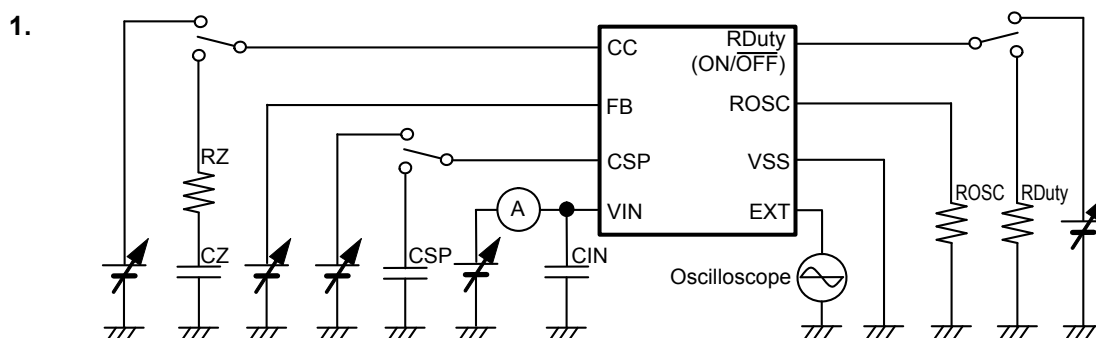 1.
CC
RDuty
(ON/OFF)
FB
ROSC
CSP
VSS
VIN
EXT
RZ
A
ROSC
RDuty
CZ
CSP
CIN
Oscilloscope